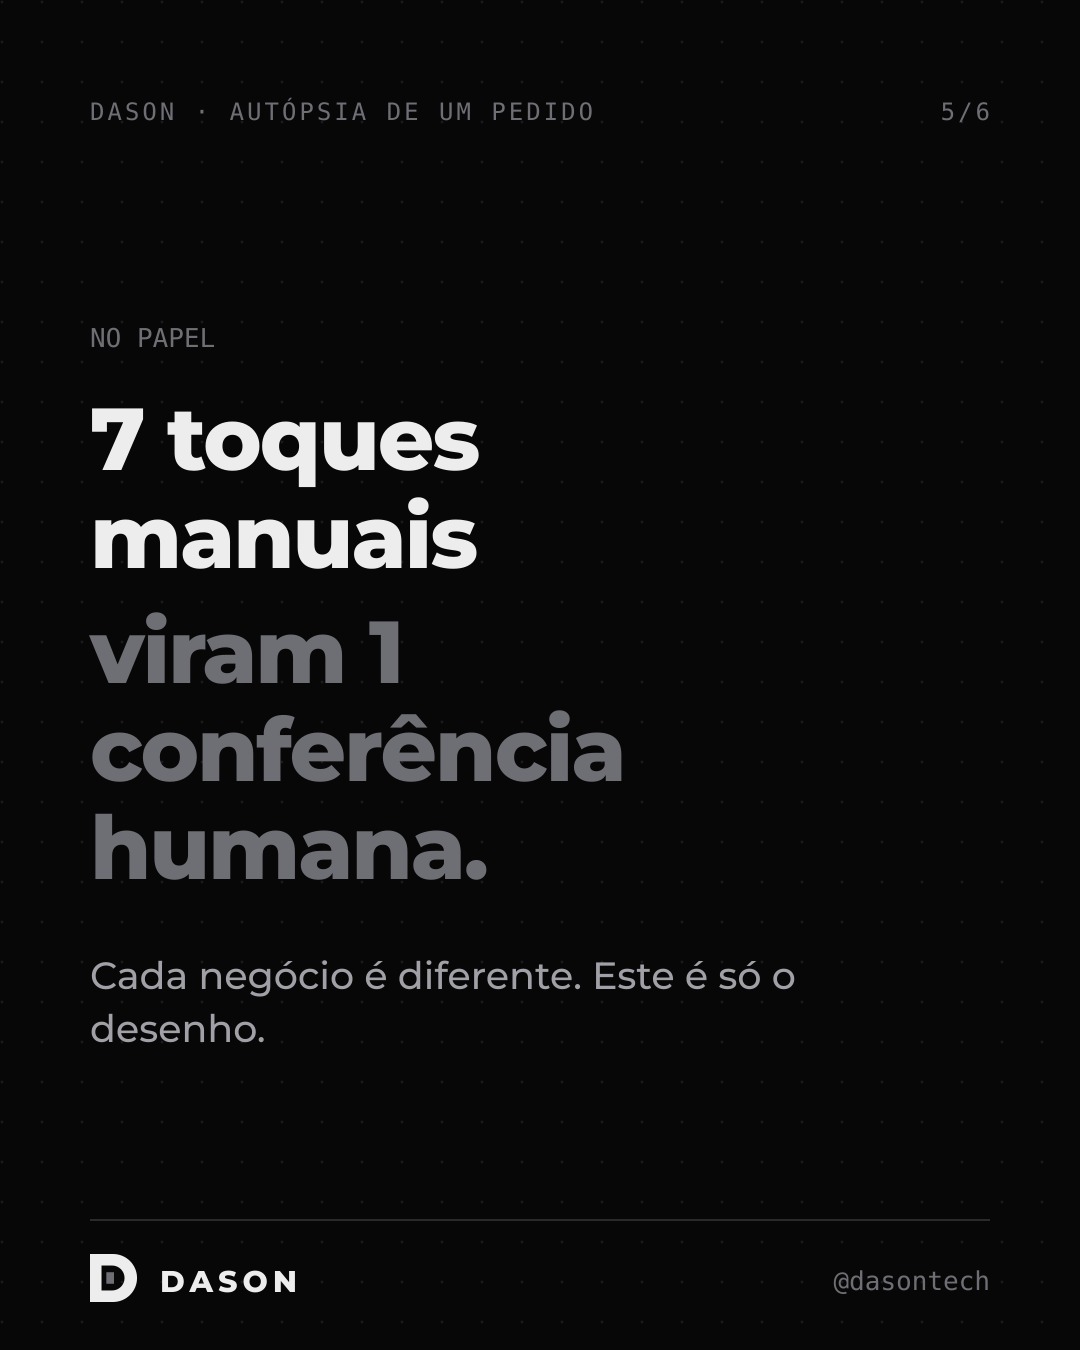 DASON · AUTÓPSIA DE UM PEDIDO 5/6
NO PAPEL
7 toques
manuais
viram 1
conferência
humana.
Cada negócio é diferente. Este é só o
desenho.
DASON @dasontech